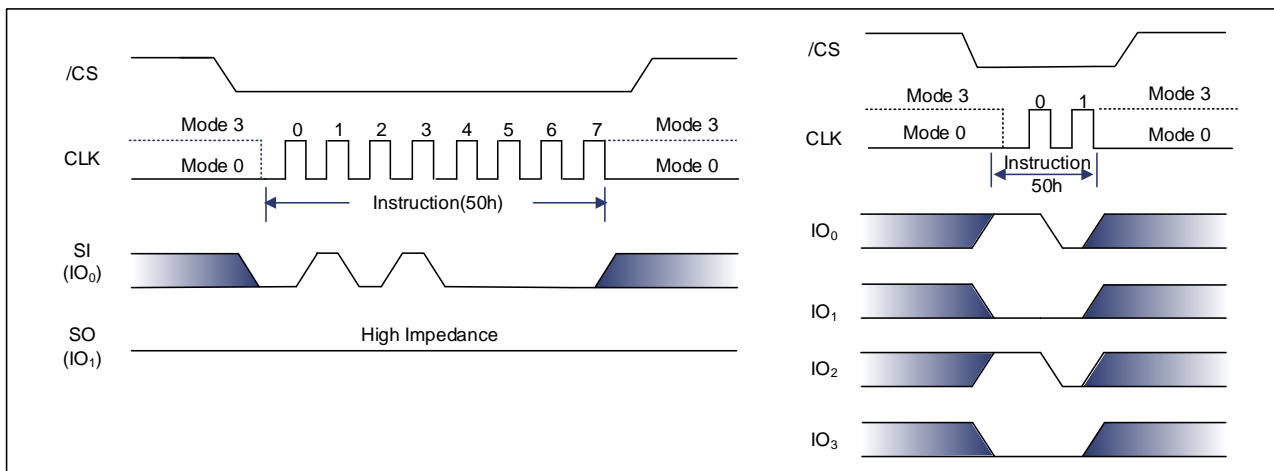 /CS
Mode 3 0 1 2 3 4 5 6 7 Mode 3
CLK
Mode 0 Mode 0
Instruction(50h)
SI
(IO0)
SO
(IO1)
High Impedance
/CS
Mode 3 0 1 Mode 3
CLK
Mode 0 Mode 0
Instruction
50h
IO0
IO1
IO2
IO3